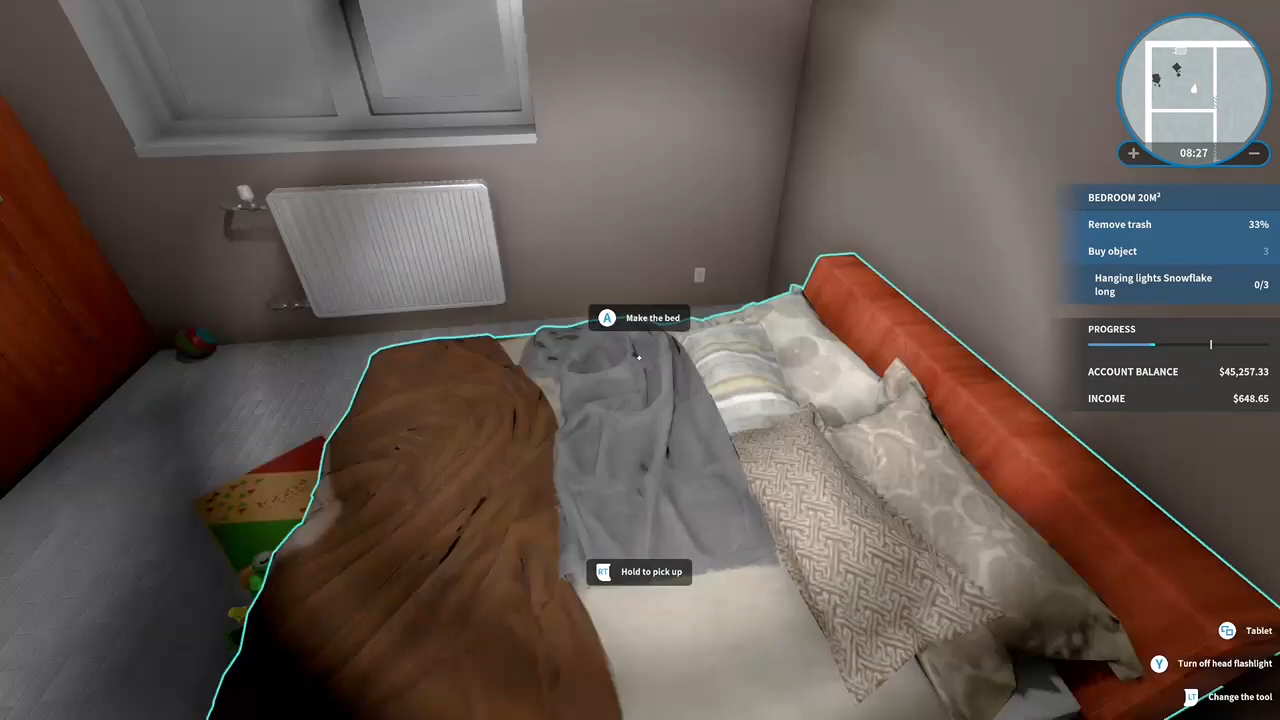 08:27
BEDROOM 20M²
Remove trash 33%
Buy object 3
Hanging lights Snowflake long 0/3
PROGRESS
ACCOUNT BALANCE $45,257.33
INCOME $648.65
A Make the bed
RT Hold to pick up
Tablet
Y Turn off head flashlight
LT Change the tool